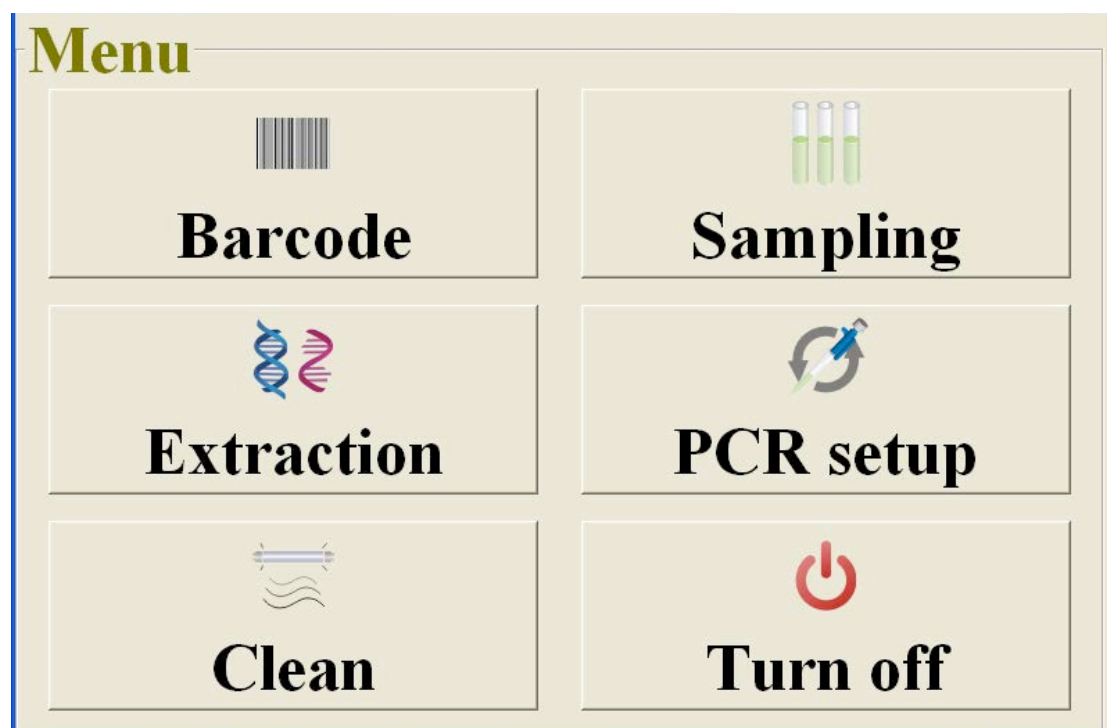 Menu
Barcode
Sampling
Extraction
PCR setup
Clean
Turn off